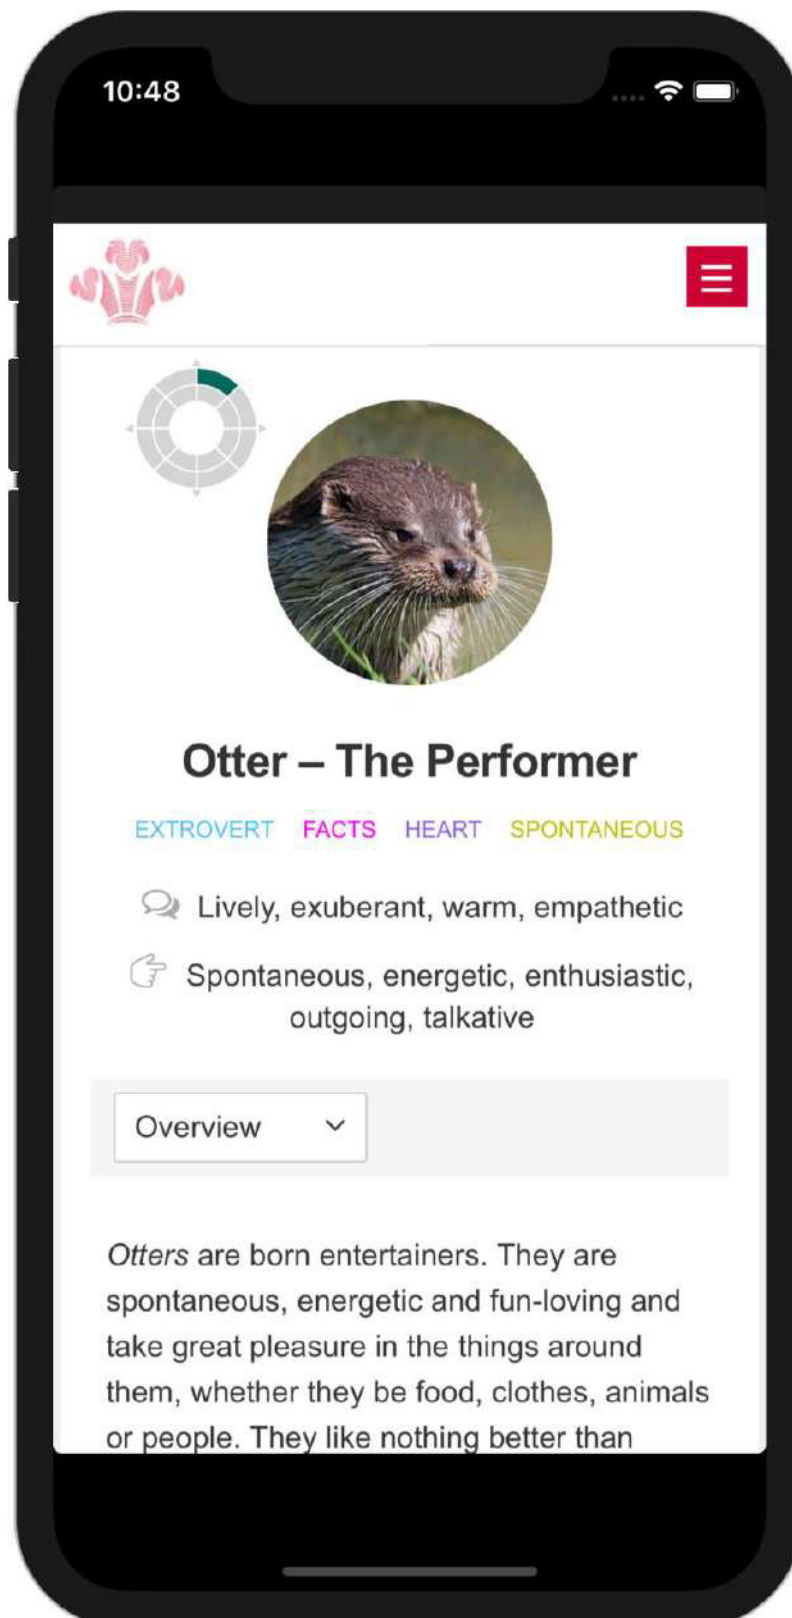 10:48
Otter – The Performer
EXTROVERT FACTS HEART SPONTANEOUS
Lively, exuberant, warm, empathetic
Spontaneous, energetic, enthusiastic,
outgoing, talkative
Overview
Otters are born entertainers. They are
spontaneous, energetic and fun-loving and
take great pleasure in the things around
them, whether they be food, clothes, animals
or people. They like nothing better than